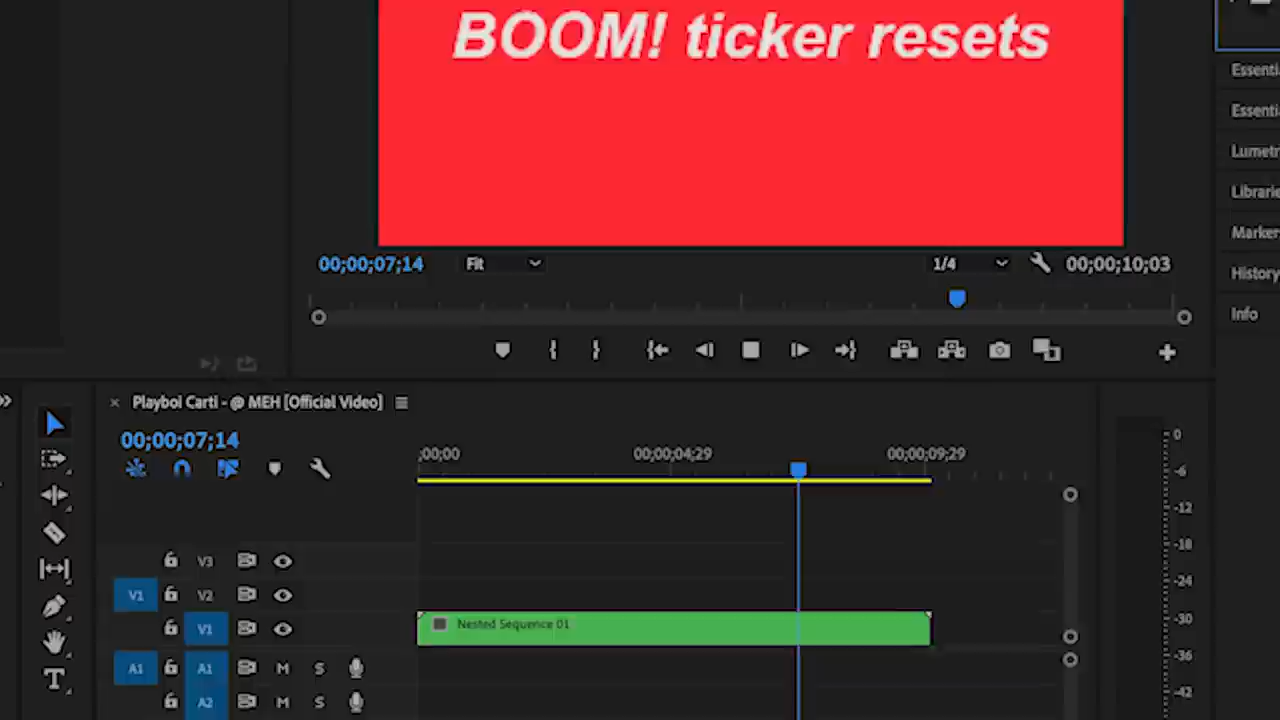 BOOM! ticker resets
Essenti
Essenti
Lumetr
Librarie
Marker
History
Info
00;00;07;14
Fit
1/4
00;00;10;03
Playboi Carti - @ MEH [Official Video]
00;00;07;14
;00;00
00;00;04;29
00;00;09;29
V3
V1
V2
V1
Nested Sequence 01
A1
A1
M
S
A2
M
S
0
-6
-12
-18
-24
-30
-36
-42